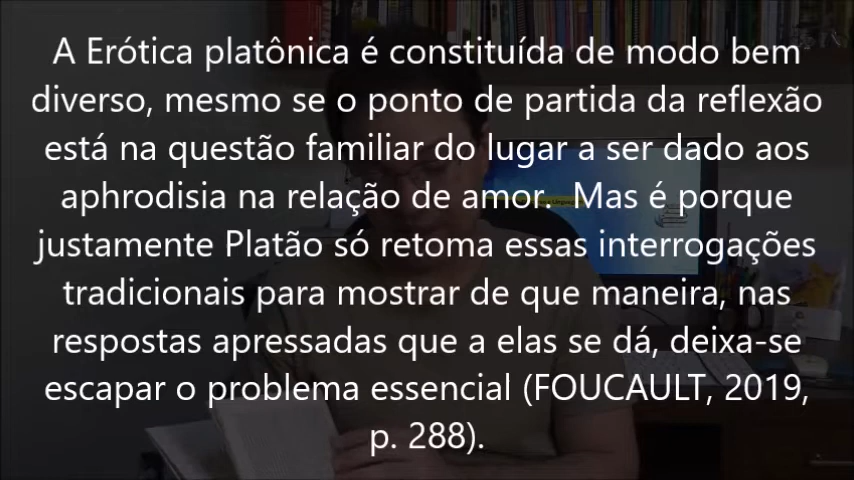 A Erótica platônica é constituída de modo bem
diverso, mesmo se o ponto de partida da reflexão
está na questão familiar do lugar a ser dado aos
aphrodisia na relação de amor.  Mas é porque
justamente Platão só retoma essas interrogações
tradicionais para mostrar de que maneira, nas
respostas apressadas que a elas se dá, deixa-se
escapar o problema essencial (FOUCAULT, 2019,
p. 288).